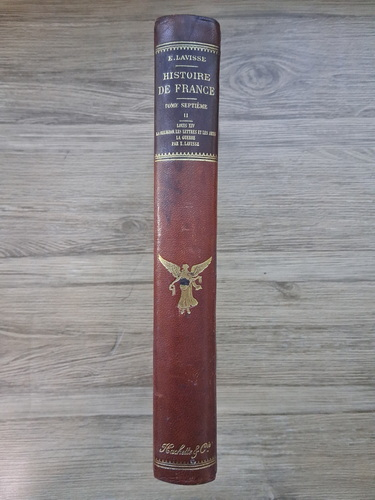 E. LAVISSE
HISTOIRE
DE FRANCE
TOME SEPTIÈME
II
LOUIS XIV
LA RELIGION, LES LETTRES ET LES ARTS
LA GUERRE
PAR E. LAVISSE
Hachette & Cie